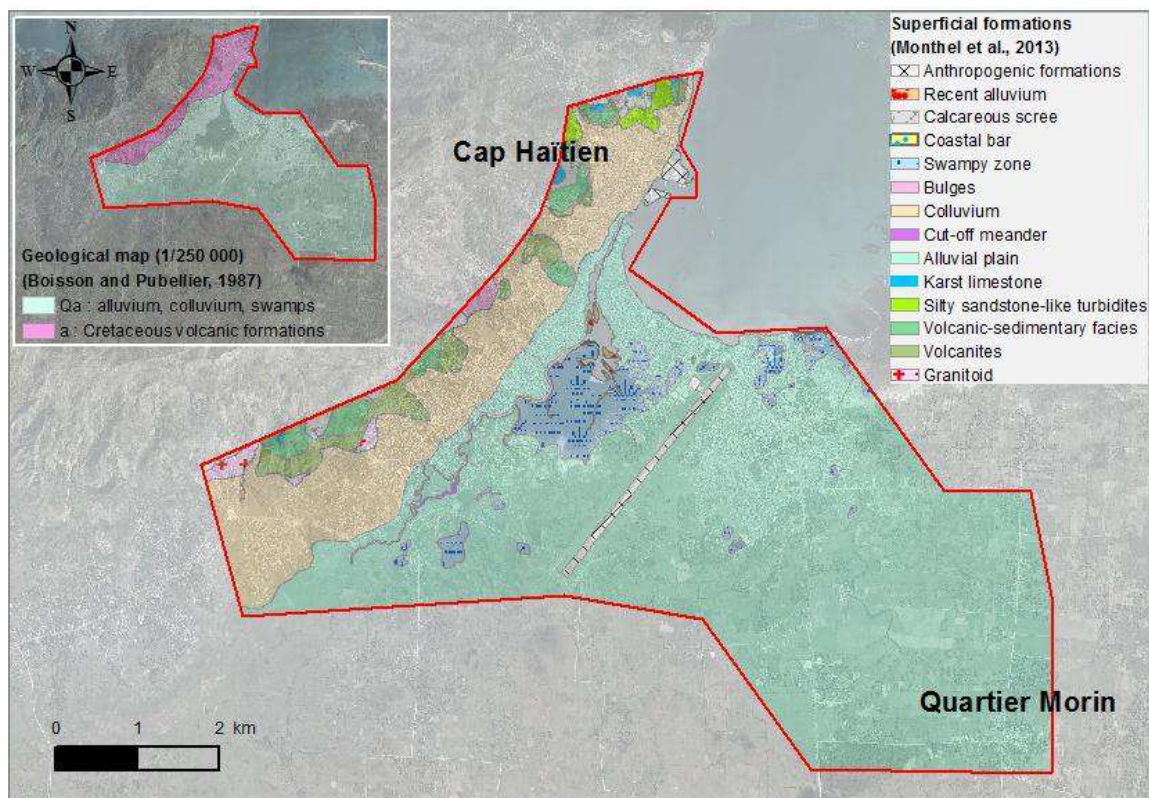 N
W E
S
Geological map (1/250 000)
(Boisson and Pubellier, 1987)
Qa : alluvium, colluvium, swamps
a : Cretaceous volcanic formations
Cap Haïtien
Superficial formations
(Monthel et al., 2013)
Anthropogenic formations
Recent alluvium
Calcareous scree
Coastal bar
Swampy zone
Bulges
Colluvium
Cut-off meander
Alluvial plain
Karst limestone
Silty sandstone-like turbidites
Volcanic-sedimentary facies
Volcanites
Granitoid
Quartier Morin
0 1 2 km